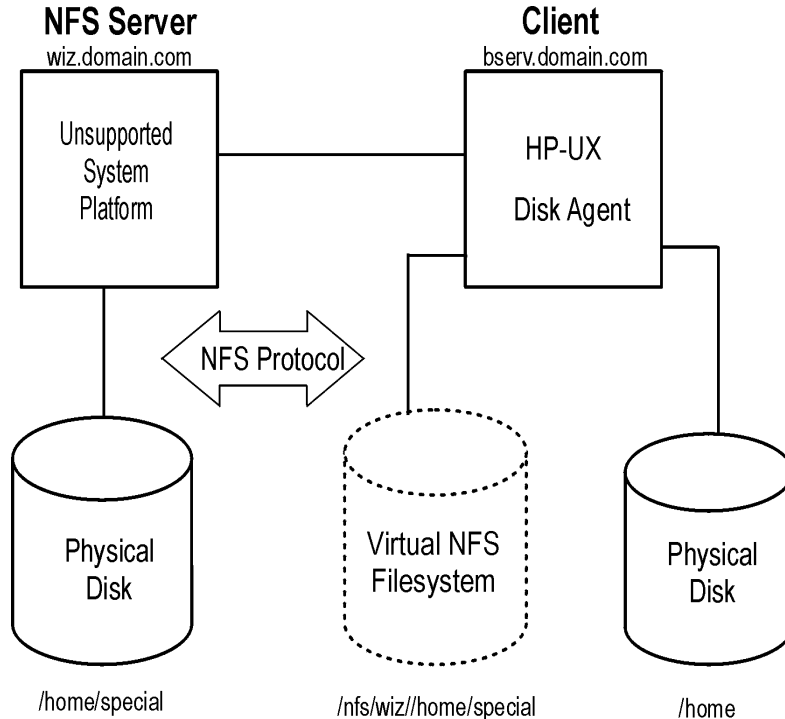 NFS Server
wiz.domain.com
Client
bserv.domain.com
Unsupported
System
Platform
HP-UX
Disk Agent
NFS Protocol
Physical
Disk
Virtual NFS
Filesystem
Physical
Disk
/home/special
/nfs/wiz//home/special
/home